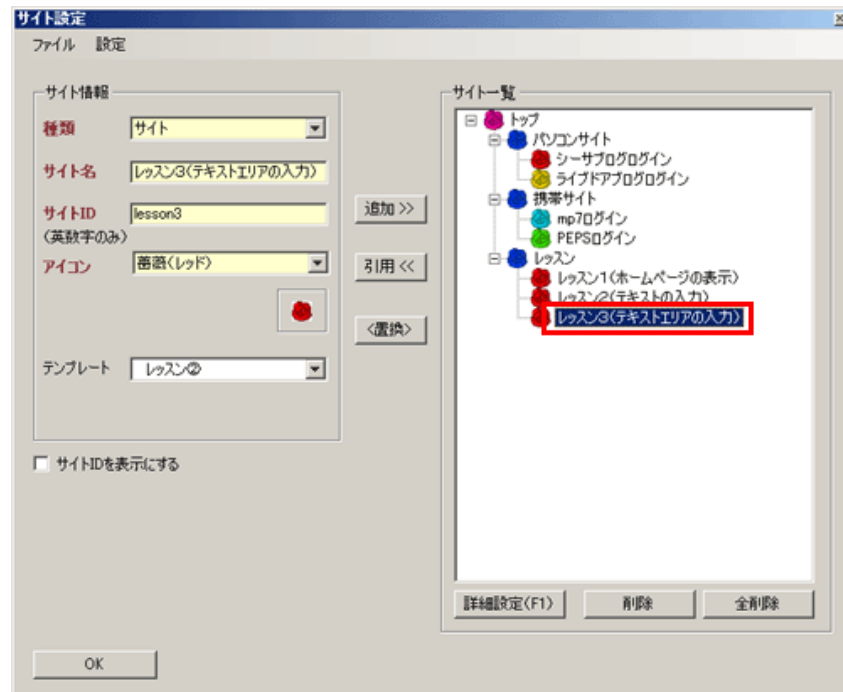 サイト設定
ファイル 設定
サイト情報
種類 サイト
サイト名 レッスン3(テキストエリアの入力)
サイトID lesson3
(英数字のみ)
アイコン 薔薇(レッド)
テンプレート レッスン②
サイトIDを表示にする
追加 >>
引用 <<
<置換>
サイト一覧
トップ
パソコンサイト
シーサブログログイン
ライブドアブログログイン
携帯サイト
mp7ログイン
PEPSログイン
レッスン
レッスン1(ホームページの表示)
レッスン2(テキストの入力)
レッスン3(テキストエリアの入力)
詳細設定(F1) 削除 全削除
OK